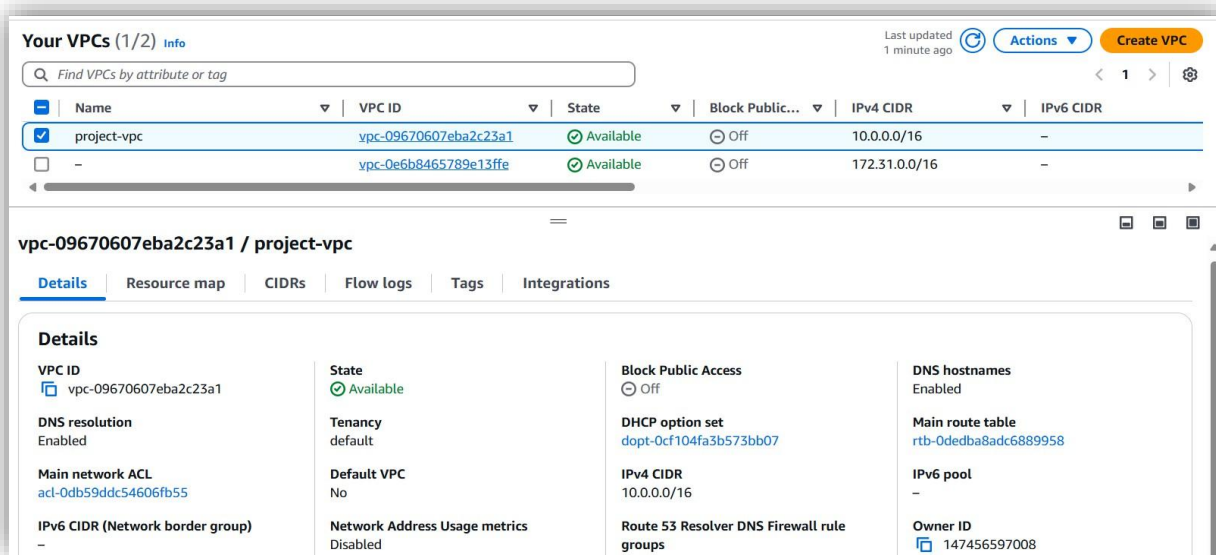 Your VPCs (1/2) Info
Last updated
1 minute ago
Actions
Create VPC
Find VPCs by attribute or tag
1
Name VPC ID State Block Public... IPv4 CIDR IPv6 CIDR
project-vpc vpc-09670607eba2c23a1 Available Off 10.0.0.0/16 –
– vpc-0e6b8465789e13ffe Available Off 172.31.0.0/16 –
vpc-09670607eba2c23a1 / project-vpc
Details Resource map CIDRs Flow logs Tags Integrations
Details
VPC ID State Block Public Access DNS hostnames
vpc-09670607eba2c23a1 Available Off Enabled
DNS resolution Tenancy DHCP option set Main route table
Enabled default dopt-0cf104fa3b573bb07 rtb-0dedba8adc6889958
Main network ACL Default VPC IPv4 CIDR IPv6 pool
acl-0db59ddc54606fb55 No 10.0.0.0/16 –
IPv6 CIDR (Network border group) Network Address Usage metrics Route 53 Resolver DNS Firewall rule Owner ID
– Disabled groups 147456597008